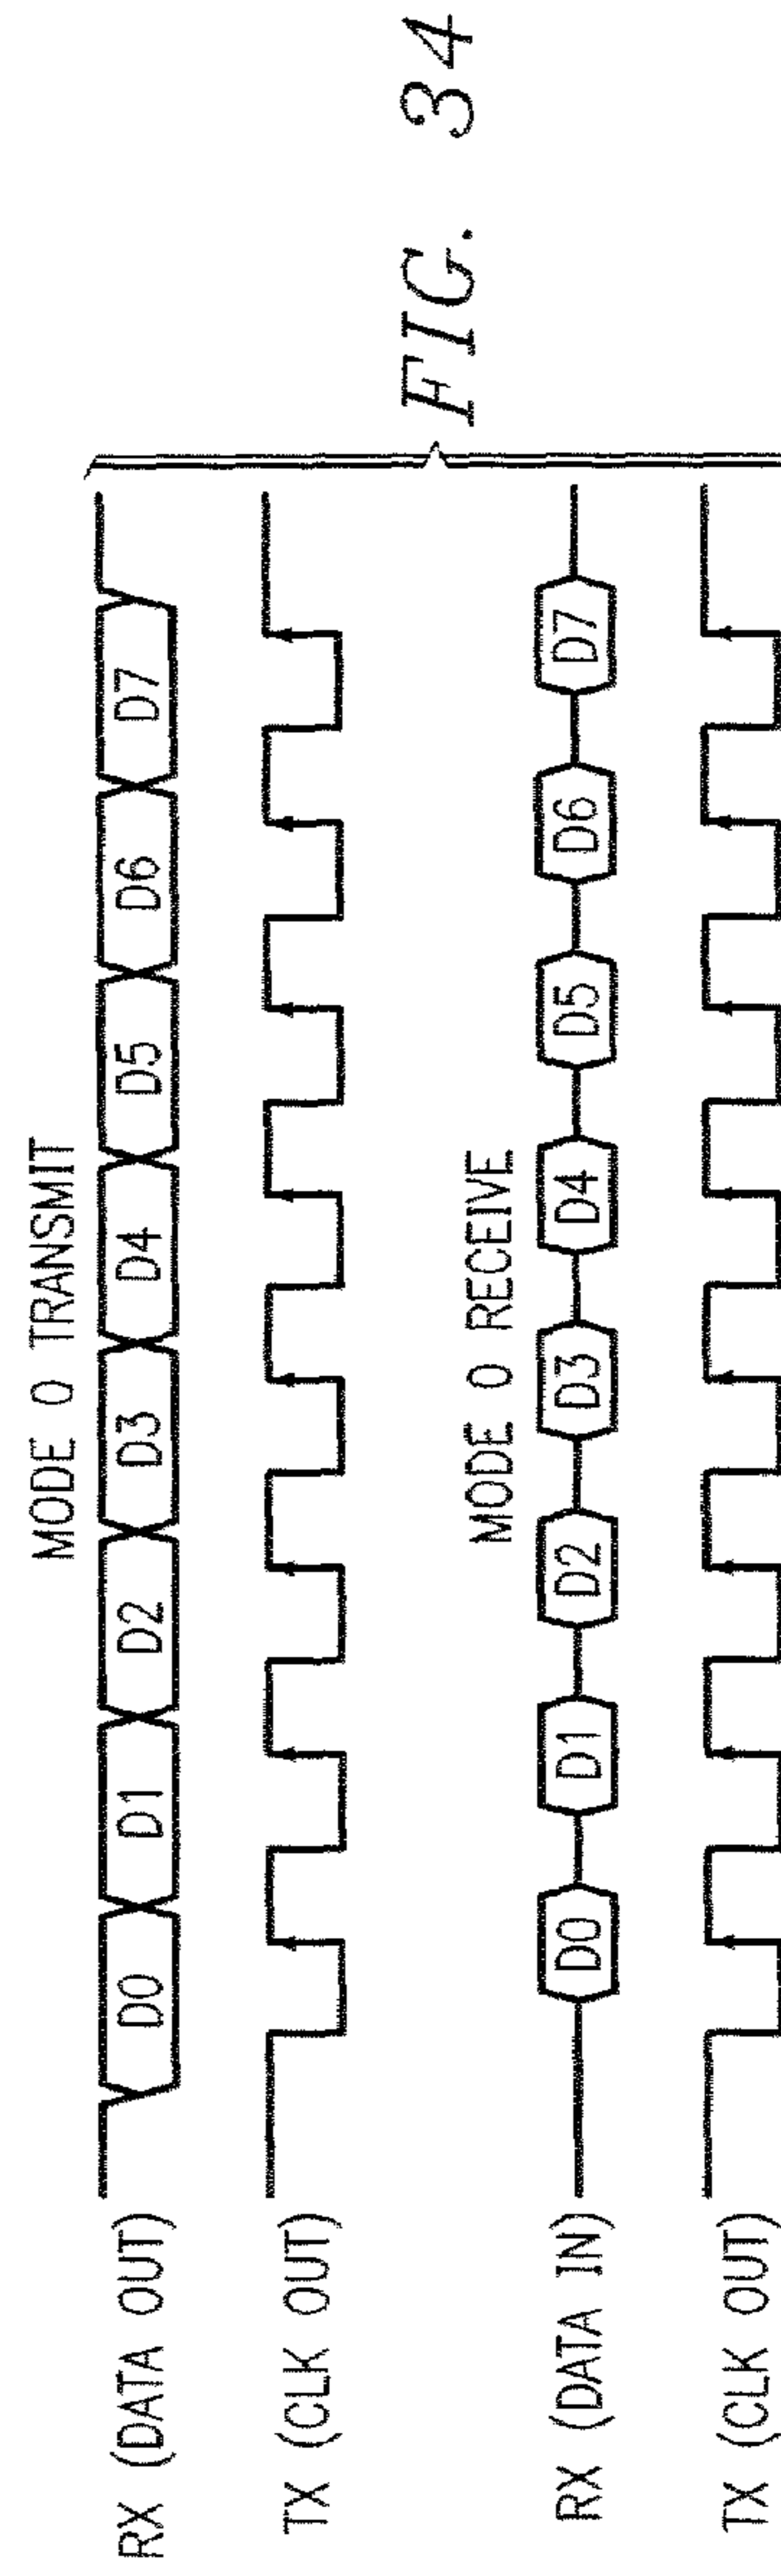 MODE 0 TRANSMIT
RX (DATA OUT) D0 D1 D2 D3 D4 D5 D6 D7
TX (CLK OUT)
MODE 0 RECEIVE
RX (DATA IN) D0 D1 D2 D3 D4 D5 D6 D7
TX (CLK OUT)
FIG. 34